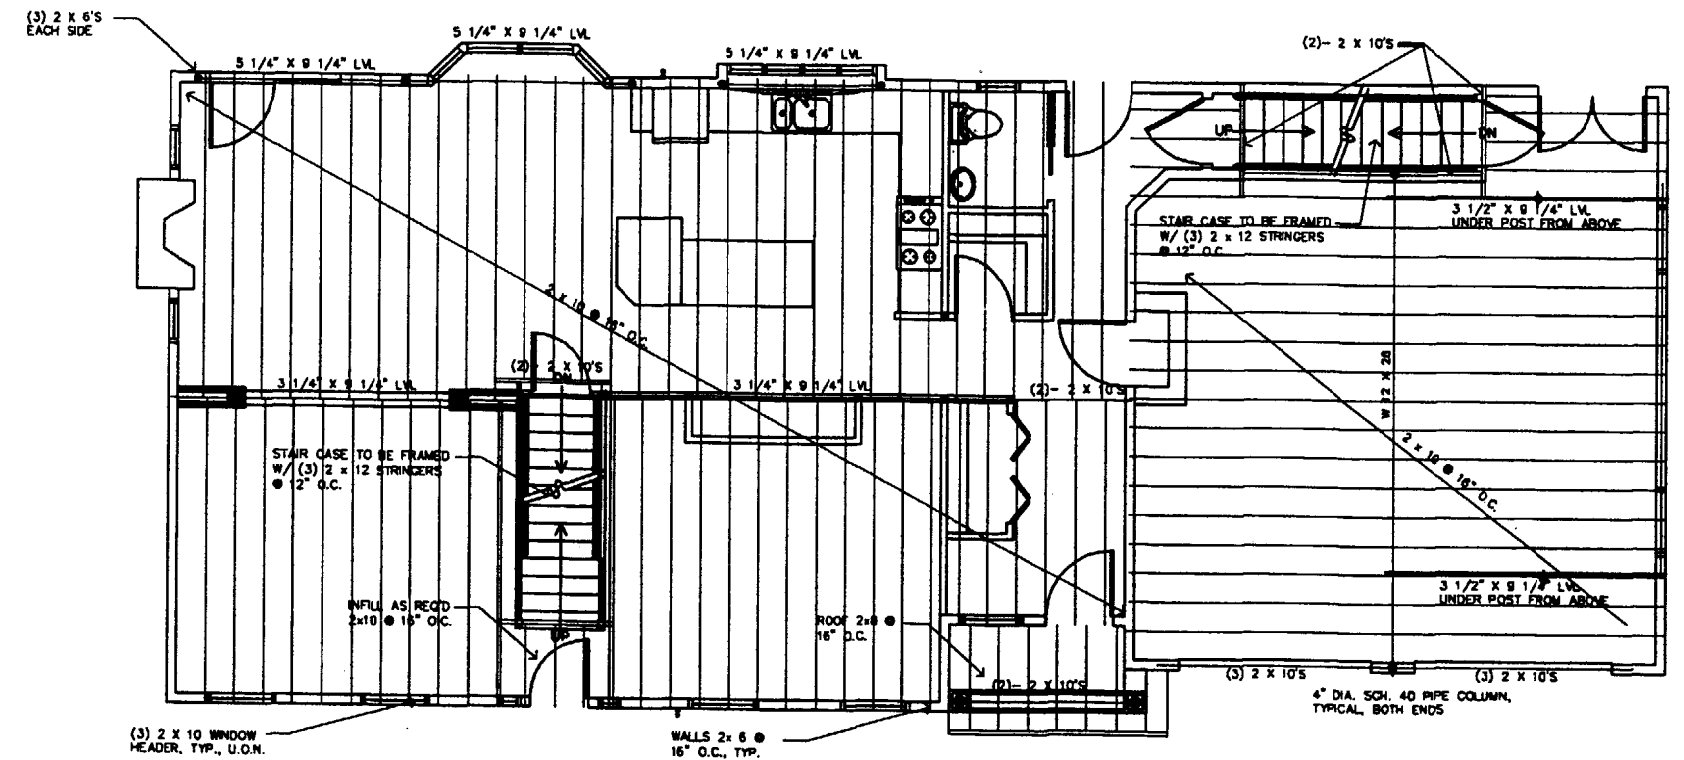 (3) 2 X 6'S
EACH SIDE
5 1/4" X 9 1/4" LVL
5 1/4" X 9 1/4" LVL
5 1/4" X 9 1/4" LVL
(2)- 2 X 10'S
UP
DN
3 1/2" X 9 1/4" LVL
UNDER POST FROM ABOVE
STAIR CASE TO BE FRAMED
W/ (3) 2 x 12 STRINGERS
@ 12" O.C.
2 x 10 @ 16" O.C.
(2)- 2 X 10'S
DN
3 1/4" X 9 1/4" LVL
3 1/4" X 9 1/4" LVL
(2)- 2 X 10'S
W 12 X 26
2 x 10 @ 16" O.C.
STAIR CASE TO BE FRAMED
W/ (3) 2 x 12 STRINGERS
@ 12" O.C.
INFILL AS REQ'D
2x10 @ 16" O.C.
UP
ROOF 2x8 @
16" O.C.
3 1/2" X 9 1/4" LVL
UNDER POST FROM ABOVE
(2)- 2 X 10'S
(3) 2 X 10'S
(3) 2 X 10'S
4" DIA. SCH. 40 PIPE COLUMN,
TYPICAL, BOTH ENDS
(3) 2 X 10 WINDOW
HEADER, TYP., U.O.N.
WALLS 2x 6 @
16" O.C., TYP.